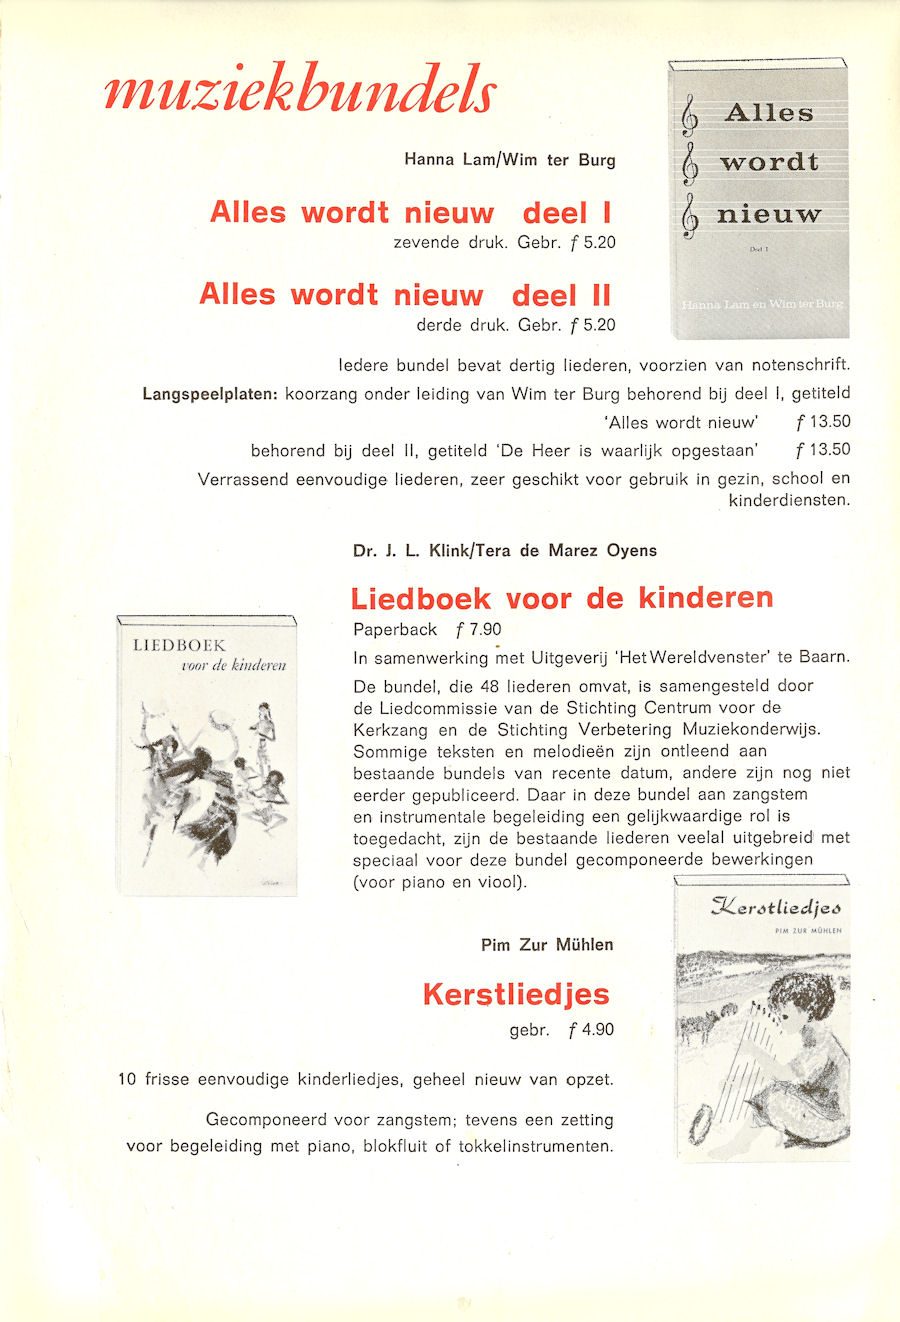 muziekbundels
Hanna Lam/Wim ter Burg
Alles wordt nieuw deel I
zevende druk. Gebr. ƒ 5.20
Alles wordt nieuw deel II
derde druk. Gebr. ƒ 5.20
Alles
wordt
nieuw
Deel I
Hanna Lam en Wim ter Burg
Iedere bundel bevat dertig liederen, voorzien van notenschrift.
Langspeelplaten: koorzang onder leiding van Wim ter Burg behorend bij deel I, getiteld
‘Alles wordt nieuw’ ƒ 13.50
behorend bij deel II, getiteld ‘De Heer is waarlijk opgestaan’ ƒ 13.50
Verrassend eenvoudige liederen, zeer geschikt voor gebruik in gezin, school en
kinderdiensten.
Dr. J. L. Klink/Tera de Marez Oyens
Liedboek voor de kinderen
Paperback ƒ 7.90
In samenwerking met Uitgeverij ‘Het Wereldvenster’ te Baarn.
De bundel, die 48 liederen omvat, is samengesteld door
de Liedcommissie van de Stichting Centrum voor de
Kerkzang en de Stichting Verbetering Muziekonderwijs.
Sommige teksten en melodieën zijn ontleend aan
bestaande bundels van recente datum, andere zijn nog niet
eerder gepubliceerd. Daar in deze bundel aan zangstem
en instrumentale begeleiding een gelijkwaardige rol is
toegedacht, zijn de bestaande liederen veelal uitgebreid met
speciaal voor deze bundel gecomponeerde bewerkingen
(voor piano en viool).
LIEDBOEK
voor de kinderen
Pim Zur Mühlen
Kerstliedjes
gebr. ƒ 4.90
10 frisse eenvoudige kinderliedjes, geheel nieuw van opzet.
Gecomponeerd voor zangstem; tevens een zetting
voor begeleiding met piano, blokfluit of tokkelinstrumenten.
Kerstliedjes
PIM ZUR MÜHLEN